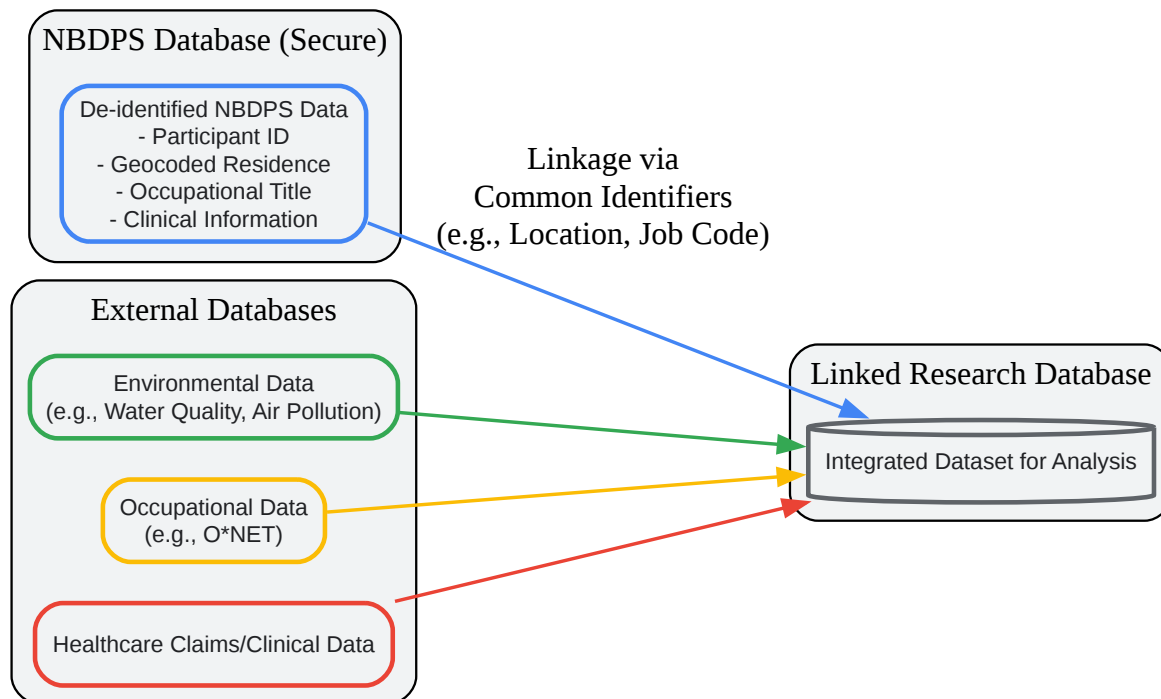 NBDPS Database (Secure)
De-identified NBDPS Data
- Participant ID
- Geocoded Residence
- Occupational Title
- Clinical Information
Linkage via
Common Identifiers
(e.g., Location, Job Code)
External Databases
Environmental Data
(e.g., Water Quality, Air Pollution)
Occupational Data
(e.g., O*NET)
Healthcare Claims/Clinical Data
Linked Research Database
Integrated Dataset for Analysis